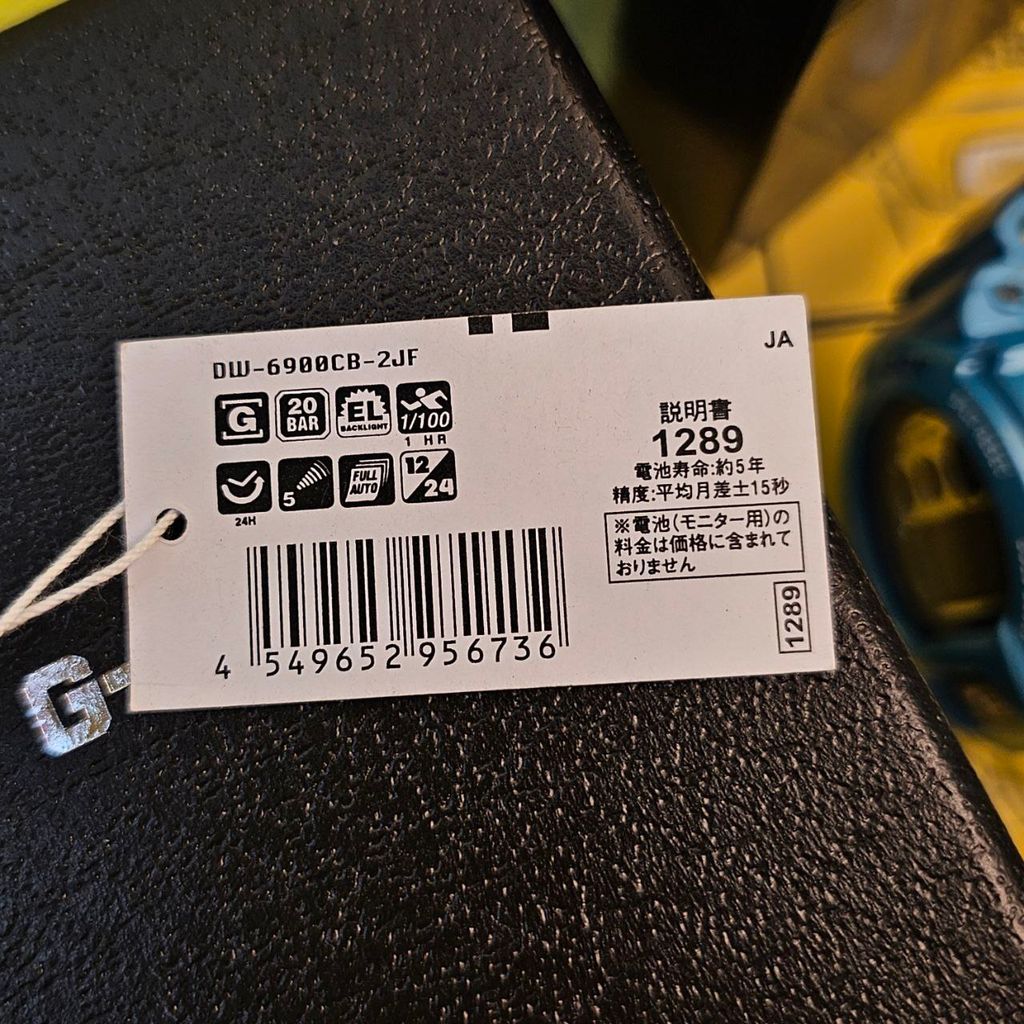 DW-6900CB-2JF
JA
G
20
BAR
EL
BACKLIGHT
1/100
1 HR
24H
5
FULL
AUTO
12
24
4 549652 956736
説明書
1289
電池寿命:約5年
精度:平均月差±15秒
※電池(モニター用)の
料金は価格に含まれて
おりません
1289
G-